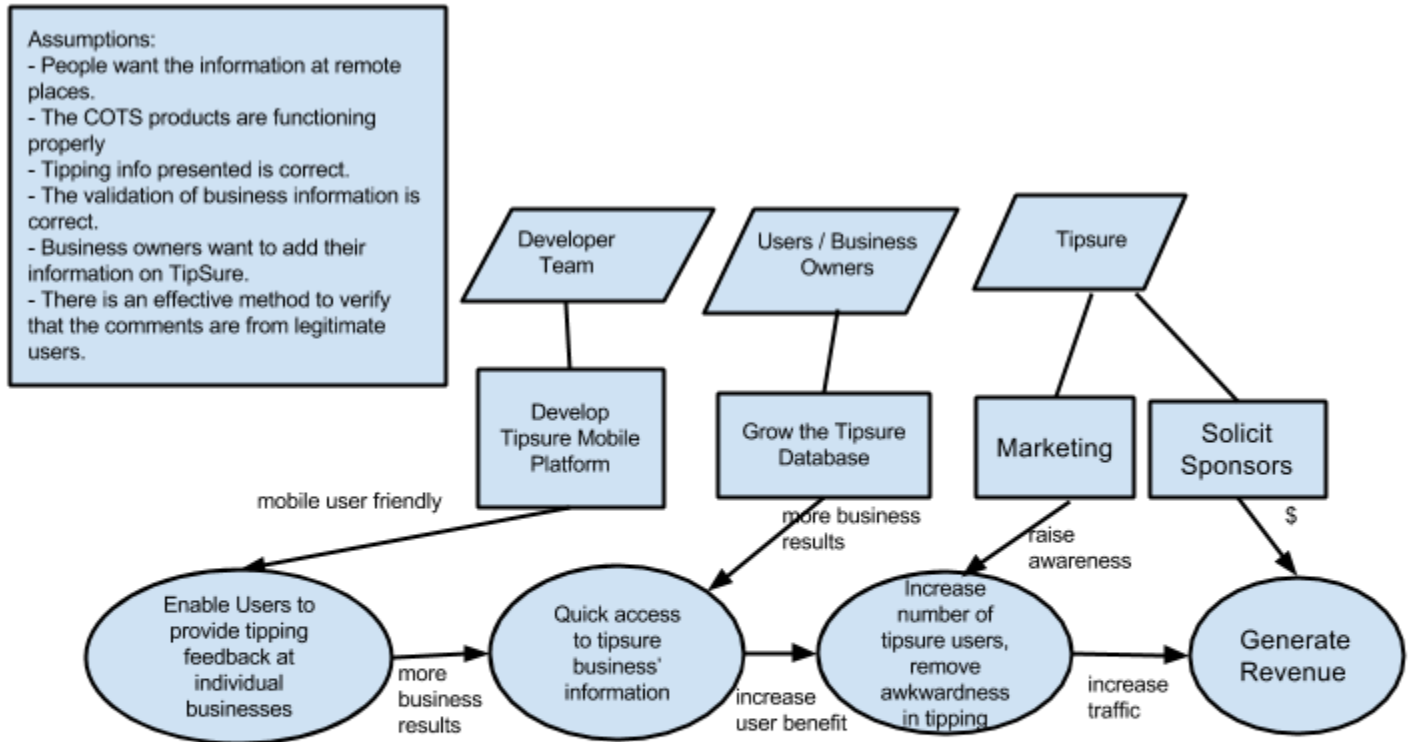 Assumptions:
- People want the information at remote
places.
- The COTS products are functioning
properly
- Tipping info presented is correct.
- The validation of business information is
correct.
- Business owners want to add their
information on TipSure.
- There is an effective method to verify
that the comments are from legitimate
users.
Developer
Team
Users / Business
Owners
Tipsure
Develop
Tipsure Mobile
Platform
Grow the Tipsure
Database
Marketing
Solicit
Sponsors
mobile user friendly
more business
results
raise
awareness
$
Enable Users to
provide tipping
feedback at
individual
businesses
more
business
results
Quick access
to tipsure
business'
information
increase
user benefit
Increase
number of
tipsure users,
remove
awkwardness
in tipping
increase
traffic
Generate
Revenue